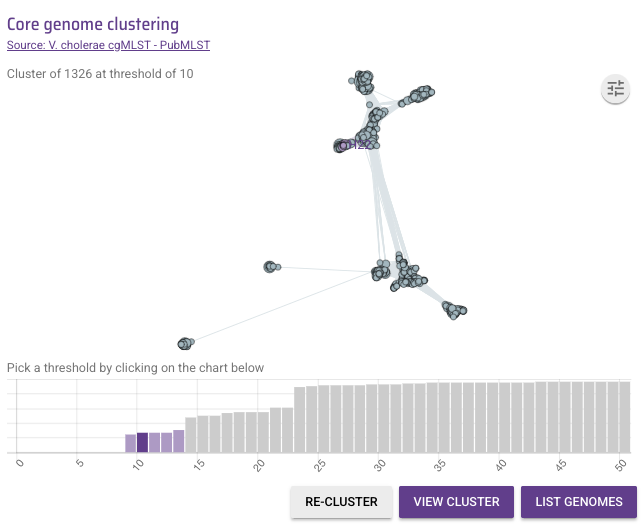 Core genome clustering
Source: V. cholerae cgMLST - PubMLST
Cluster of 1326 at threshold of 10
Pick a threshold by clicking on the chart below
0 5 10 15 20 25 30 35 40 45 50
RE-CLUSTER VIEW CLUSTER LIST GENOMES